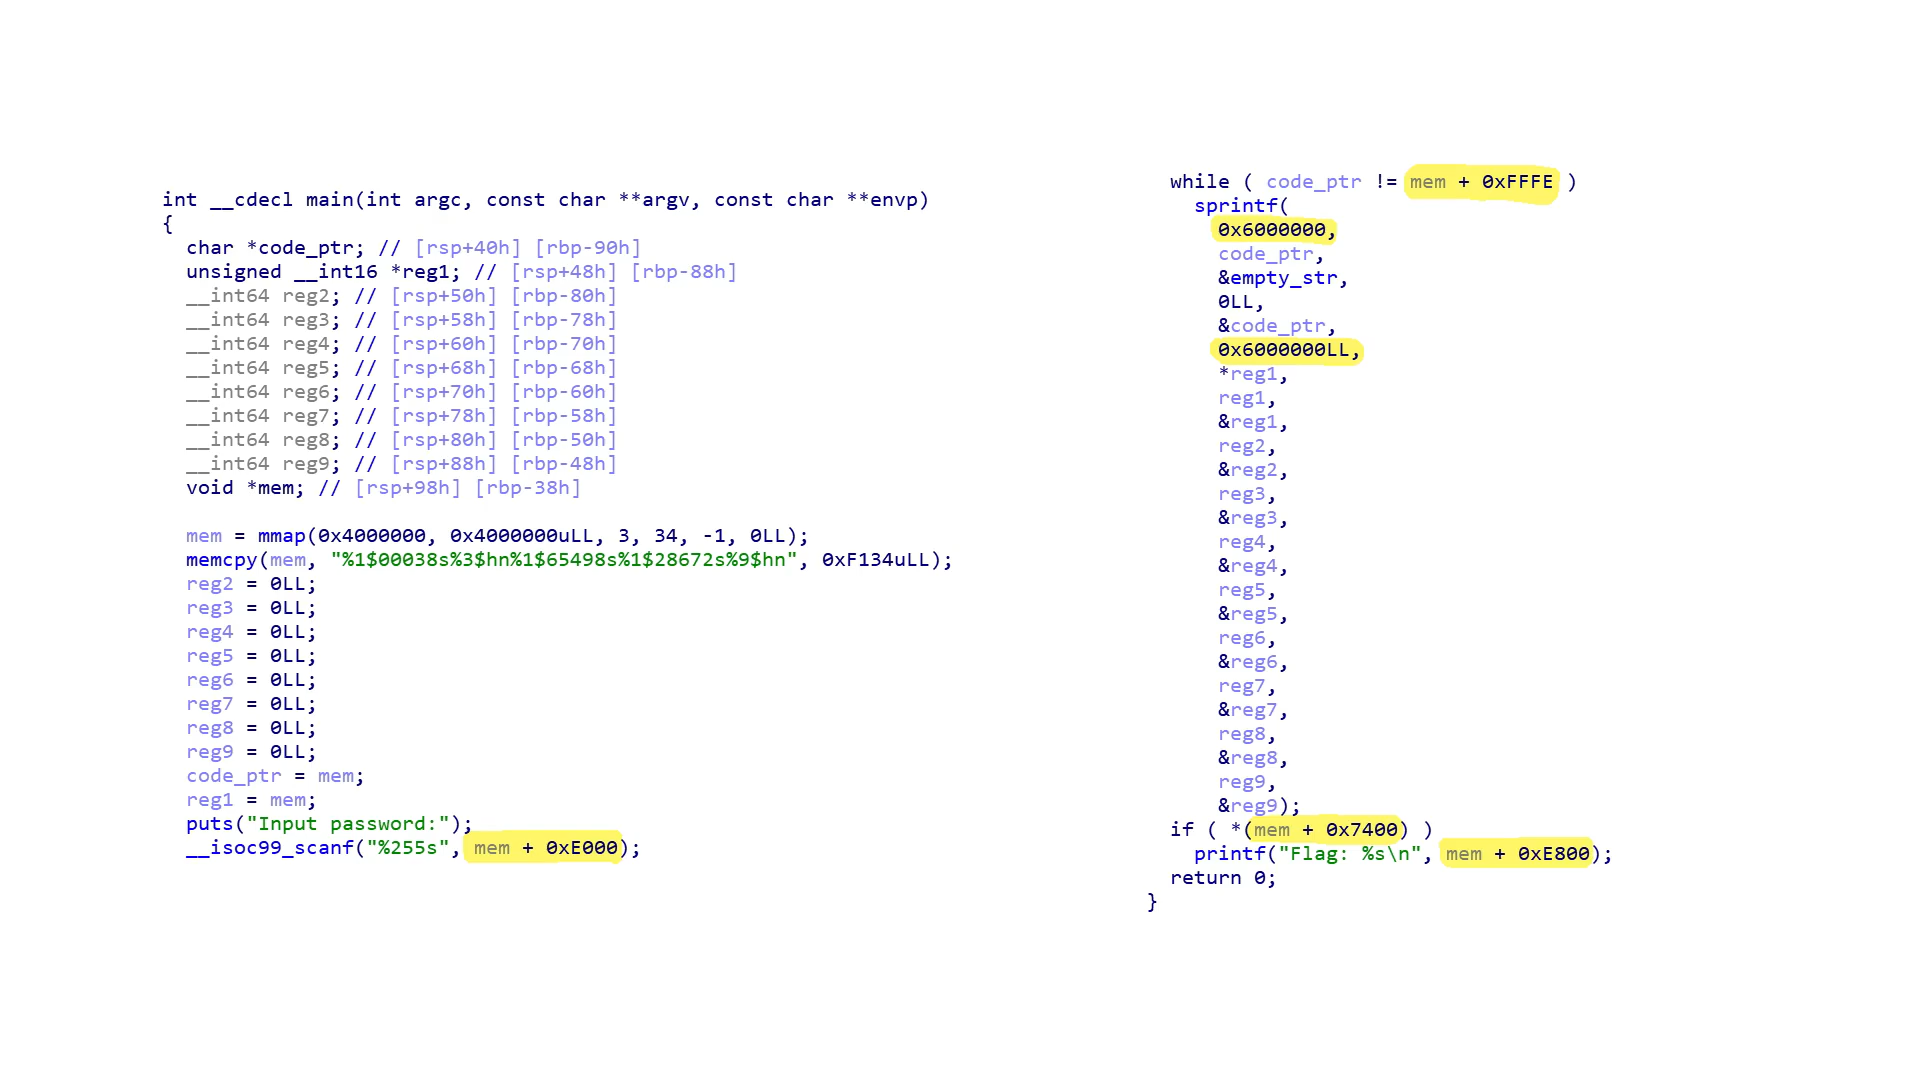 int __cdecl main(int argc, const char **argv, const char **envp)
{
  char *code_ptr; // [rsp+40h] [rbp-90h]
  unsigned __int16 *reg1; // [rsp+48h] [rbp-88h]
  __int64 reg2; // [rsp+50h] [rbp-80h]
  __int64 reg3; // [rsp+58h] [rbp-78h]
  __int64 reg4; // [rsp+60h] [rbp-70h]
  __int64 reg5; // [rsp+68h] [rbp-68h]
  __int64 reg6; // [rsp+70h] [rbp-60h]
  __int64 reg7; // [rsp+78h] [rbp-58h]
  __int64 reg8; // [rsp+80h] [rbp-50h]
  __int64 reg9; // [rsp+88h] [rbp-48h]
  void *mem; // [rsp+98h] [rbp-38h]
  mem = mmap(0x4000000, 0x4000000uLL, 3, 34, -1, 0LL);
  memcpy(mem, "%1$00038s%3$hn%1$65498s%1$28672s%9$hn", 0xF134uLL);
  reg2 = 0LL;
  reg3 = 0LL;
  reg4 = 0LL;
  reg5 = 0LL;
  reg6 = 0LL;
  reg7 = 0LL;
  reg8 = 0LL;
  reg9 = 0LL;
  code_ptr = mem;
  reg1 = mem;
  puts("Input password:");
  __isoc99_scanf("%255s", mem + 0xE000);
  while ( code_ptr != mem + 0xFFFE )
    sprintf(
      0x6000000,
      code_ptr,
      &empty_str,
      0LL,
      &code_ptr,
      0x6000000LL,
      *reg1,
      reg1,
      &reg1,
      reg2,
      &reg2,
      reg3,
      &reg3,
      reg4,
      &reg4,
      reg5,
      &reg5,
      reg6,
      &reg6,
      reg7,
      &reg7,
      reg8,
      &reg8,
      reg9,
      &reg9);
  if ( *(mem + 0x7400) )
    printf("Flag: %s\n", mem + 0xE800);
  return 0;
}